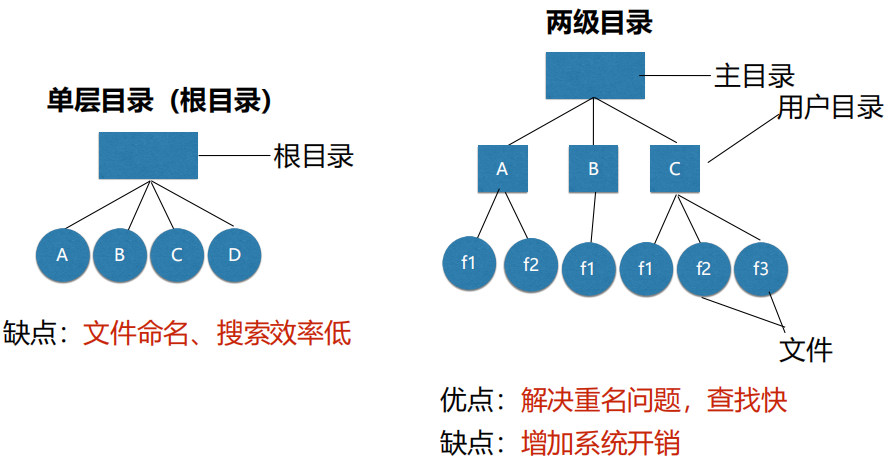 单层目录（根目录）
根目录
A B C D
缺点：文件命名、搜索效率低
两级目录
主目录
用户目录
A B C
f1 f2 f1 f1 f2 f3
文件
优点：解决重名问题，查找快
缺点：增加系统开销